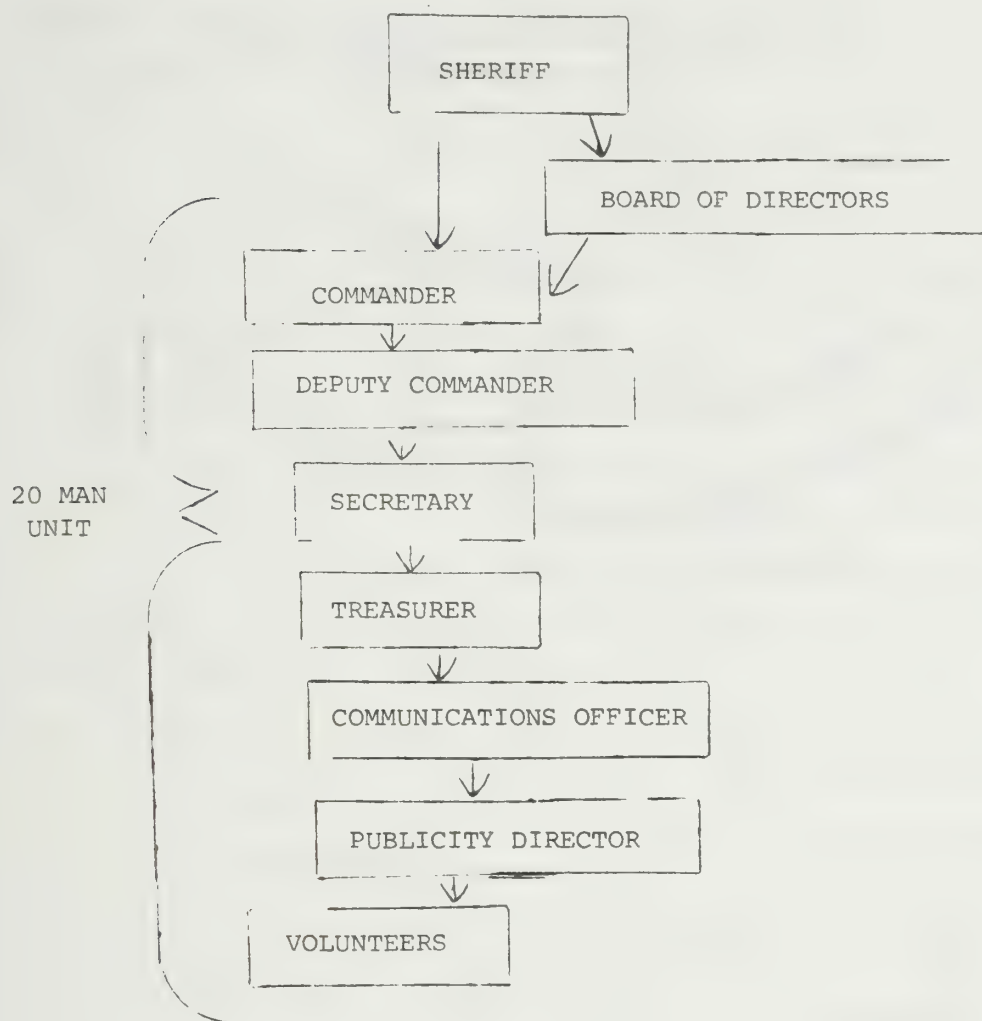 SHERIFF
BOARD OF DIRECTORS
COMMANDER
DEPUTY COMMANDER
20 MAN
UNIT
SECRETARY
TREASURER
COMMUNICATIONS OFFICER
PUBLICITY DIRECTOR
VOLUNTEERS